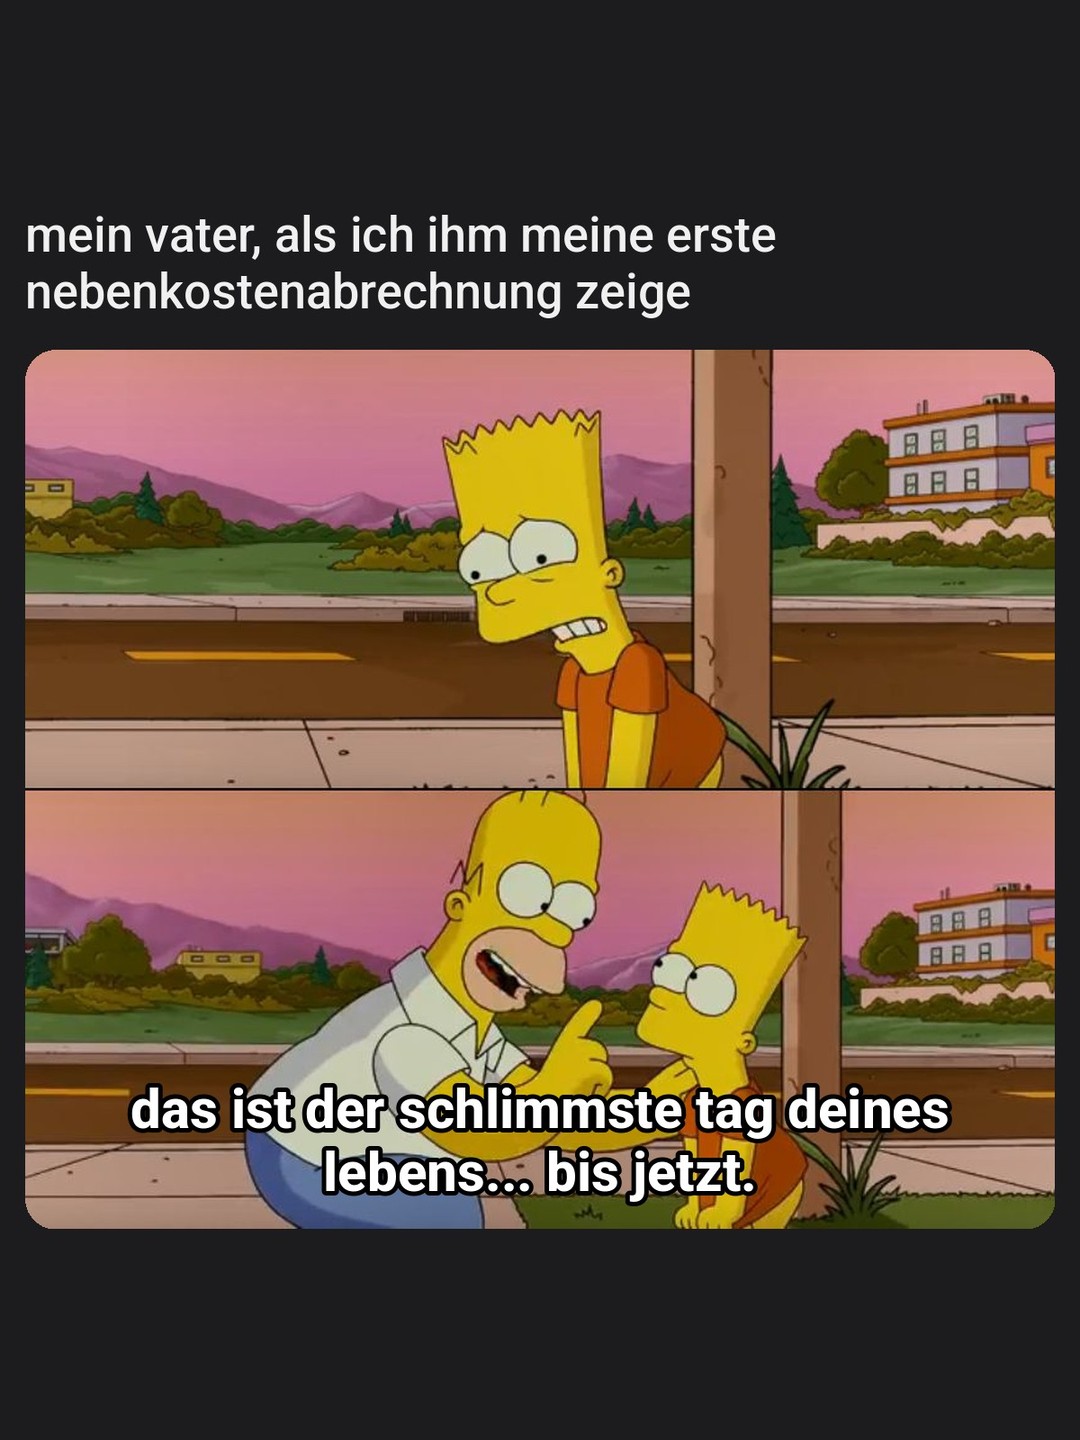 mein vater, als ich ihm meine erste
nebenkostenabrechnung zeige
das ist der schlimmste tag deines
lebens... bis jetzt.